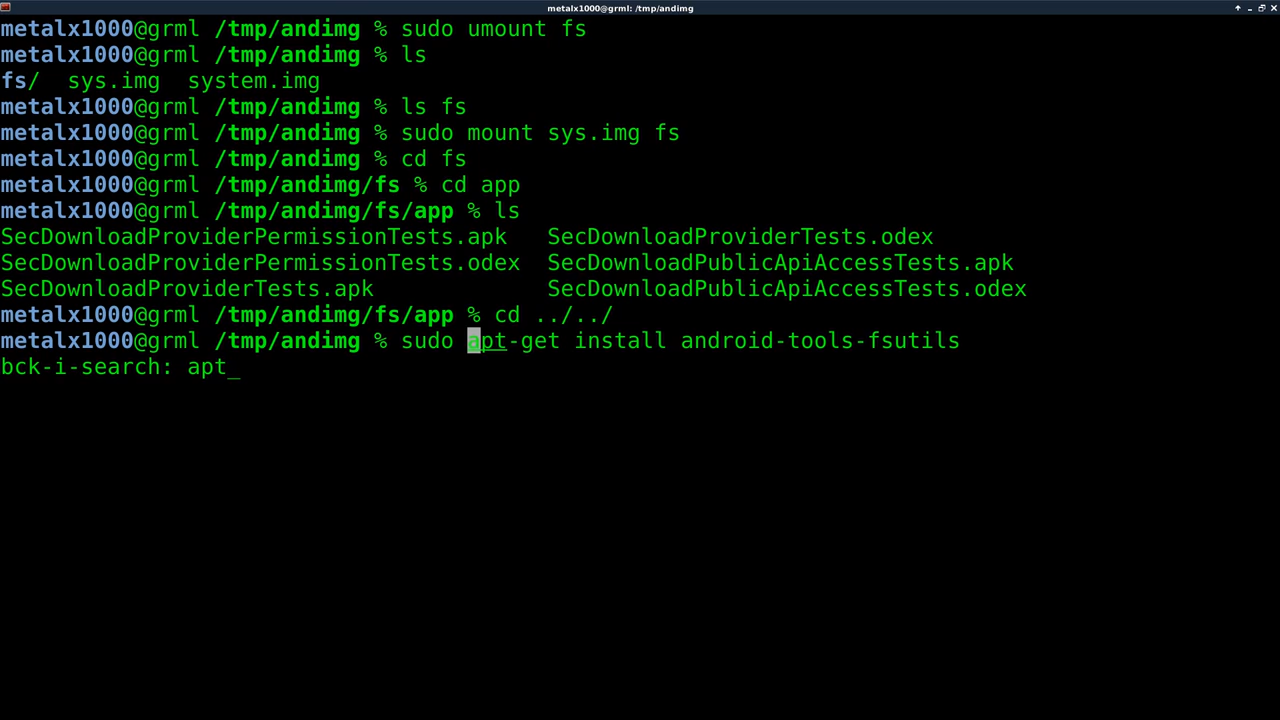 metalx1000@grml: /tmp/andimg
metalx1000@grml /tmp/andimg % sudo umount fs
metalx1000@grml /tmp/andimg % ls
fs/  sys.img  system.img
metalx1000@grml /tmp/andimg % ls fs
metalx1000@grml /tmp/andimg % sudo mount sys.img fs
metalx1000@grml /tmp/andimg % cd fs
metalx1000@grml /tmp/andimg/fs % cd app
metalx1000@grml /tmp/andimg/fs/app % ls
SecDownloadProviderPermissionTests.apk   SecDownloadProviderTests.odex
SecDownloadProviderPermissionTests.odex  SecDownloadPublicApiAccessTests.apk
SecDownloadProviderTests.apk             SecDownloadPublicApiAccessTests.odex
metalx1000@grml /tmp/andimg/fs/app % cd ../../
metalx1000@grml /tmp/andimg % sudo apt-get install android-tools-fsutils
bck-i-search: apt_